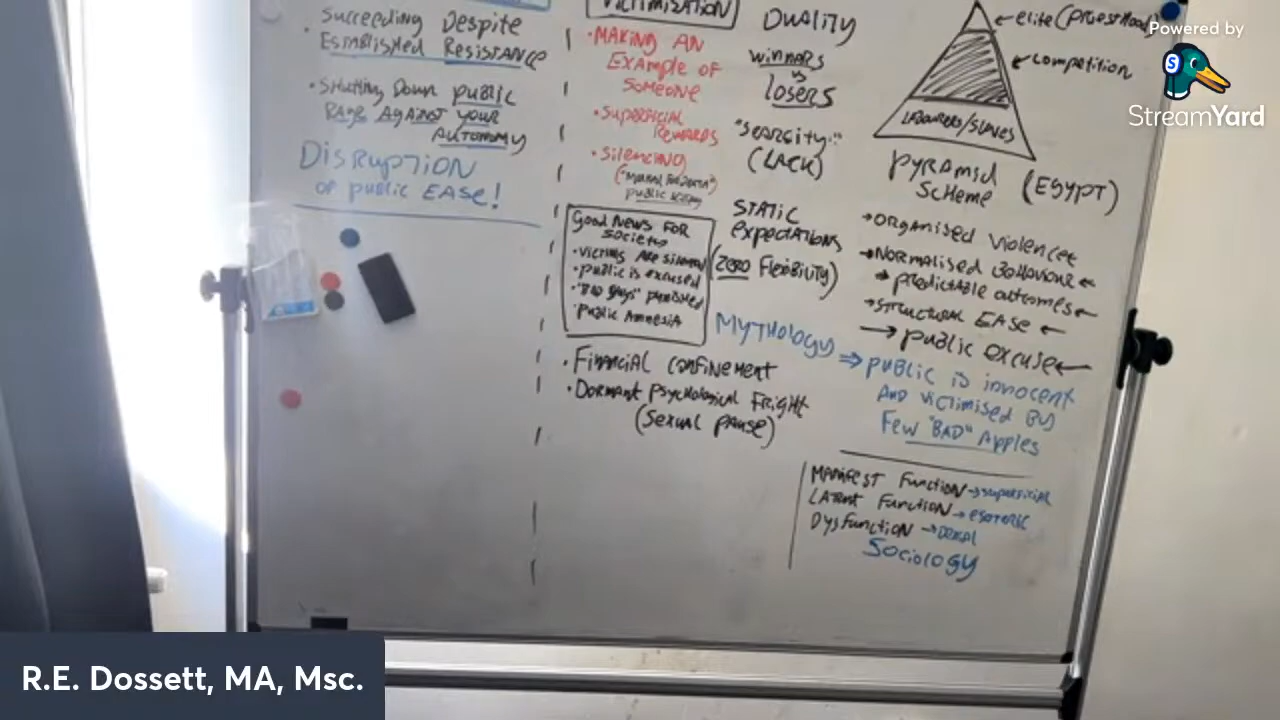 • Succeeding Despite
Established Resistance
• Shutting Down public
Rage Against your
Autonomy
Disruption
of public EASE!
VICTIMISATION
• MAKING AN
Example of
Someone
• Superficial
Rewards
• Silencing
public
Good News For
Society
• Victims Are silenced
• public is excused
• "BAD guys" punished
• Public Amnesia
• Financial confinement
• Dormant Psychological Fright
(Sexual pause)
Duality
winners
vs
losers
"Scarcity:"
(LACK)
STATIC
expectations
(ZERO Flexibility)
Mythology ⇒ public is innocent
And victimised by
Few "BAD" Apples
elite (priesthood)
competition
LABOURERS/SLAVES
pyramid
Scheme (EGYPT)
→ Organised violence
→ Normalised Behaviour
→ predictable outcomes
→ Structural EASE
→ public excuse
Manifest Function → superficial
Latent Function → esoteric
Dysfunction → Denial
Sociology
Powered by
StreamYard
R.E. Dossett, MA, Msc.